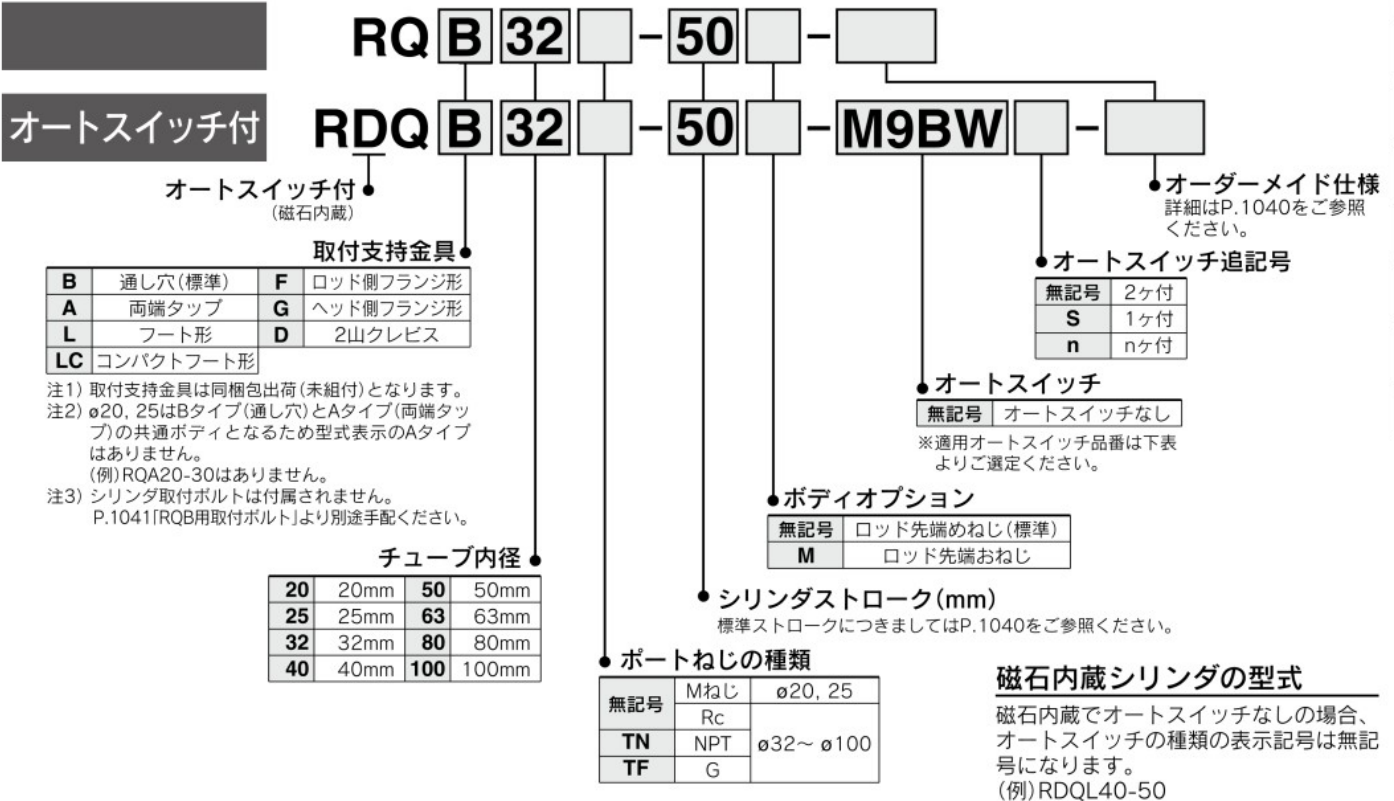 RQ B 32 - 50 -
オートスイッチ付 RDQ B 32 - 50 - M9BW -
オートスイッチ付
(磁石内蔵)
取付支持金具
B 通し穴(標準) F ロッド側フランジ形
A 両端タップ G ヘッド側フランジ形
L フート形 D 2山クレビス
LC コンパクトフート形
注1) 取付支持金具は同梱包出荷(未組付)となります。
注2) ø20, 25はBタイプ(通し穴)とAタイプ(両端タッ
プ)の共通ボディとなるため型式表示のAタイプ
はありません。
(例)RQA20-30はありません。
注3) シリンダ取付ボルトは付属されません。
P.1041「RQB用取付ボルト」より別途手配ください。
チューブ内径
20 20mm 50 50mm
25 25mm 63 63mm
32 32mm 80 80mm
40 40mm 100 100mm
ポートねじの種類
無記号 Mねじ ø20, 25
Rc
TN NPT ø32～ø100
TF G
シリンダストローク(mm)
標準ストロークにつきましてはP.1040をご参照ください。
ボディオプション
無記号 ロッド先端めねじ(標準)
M ロッド先端おねじ
オートスイッチ
無記号 オートスイッチなし
※適用オートスイッチ品番は下表
よりご選定ください。
オートスイッチ追記号
無記号 2ヶ付
S 1ヶ付
n nヶ付
オーダーメイド仕様
詳細はP.1040をご参照
ください。
磁石内蔵シリンダの型式
磁石内蔵でオートスイッチなしの場合、
オートスイッチの種類の表示記号は無記
号になります。
(例)RDQL40-50